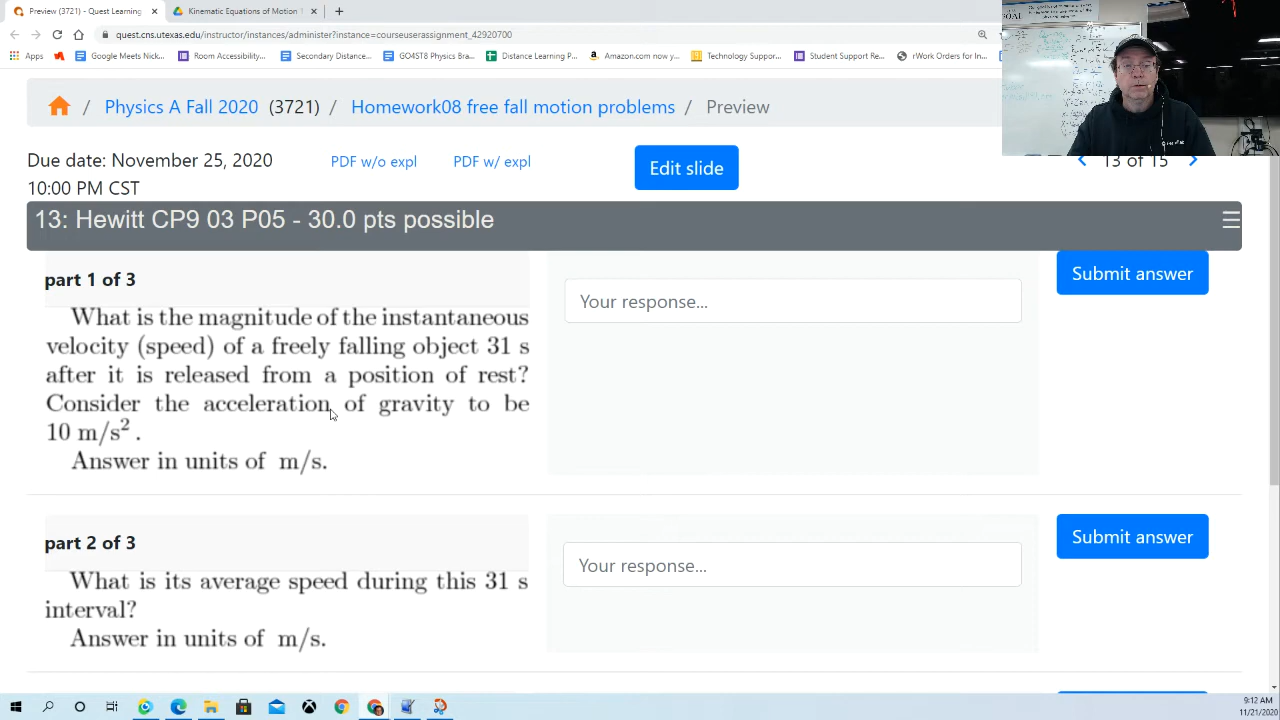 Preview (3721) - Quest Learning
Kinematic Equations of Motion
quest.cns.utexas.edu/instructor/instances/
Apps
Google Meets Nick...
Room Accessibility...
Secondary
GO4ST8 Physics
Distance Learning P...
Amazon.com now y...
Technology Suppor...
Student Support Re...
rWork Orders for In...
/ Physics A Fall 2020 (3721) / Homework08 free fall motion problems / Preview
Due date: November 25, 2020
10:00 PM CST
PDF w/o expl
PDF w/ expl
Edit slide
13 of 15
13: Hewitt CP9 03 P05 - 30.0 pts possible
part 1 of 3
What is the magnitude of the instantaneous
velocity (speed) of a freely falling object 31 s
after it is released from a position of rest?
Consider the acceleration of gravity to be
10 m/s².
Answer in units of m/s.
Your response...
Submit answer
part 2 of 3
What is its average speed during this 31 s
interval?
Answer in units of m/s.
Your response...
Submit answer
9:12 AM
11/21/2020